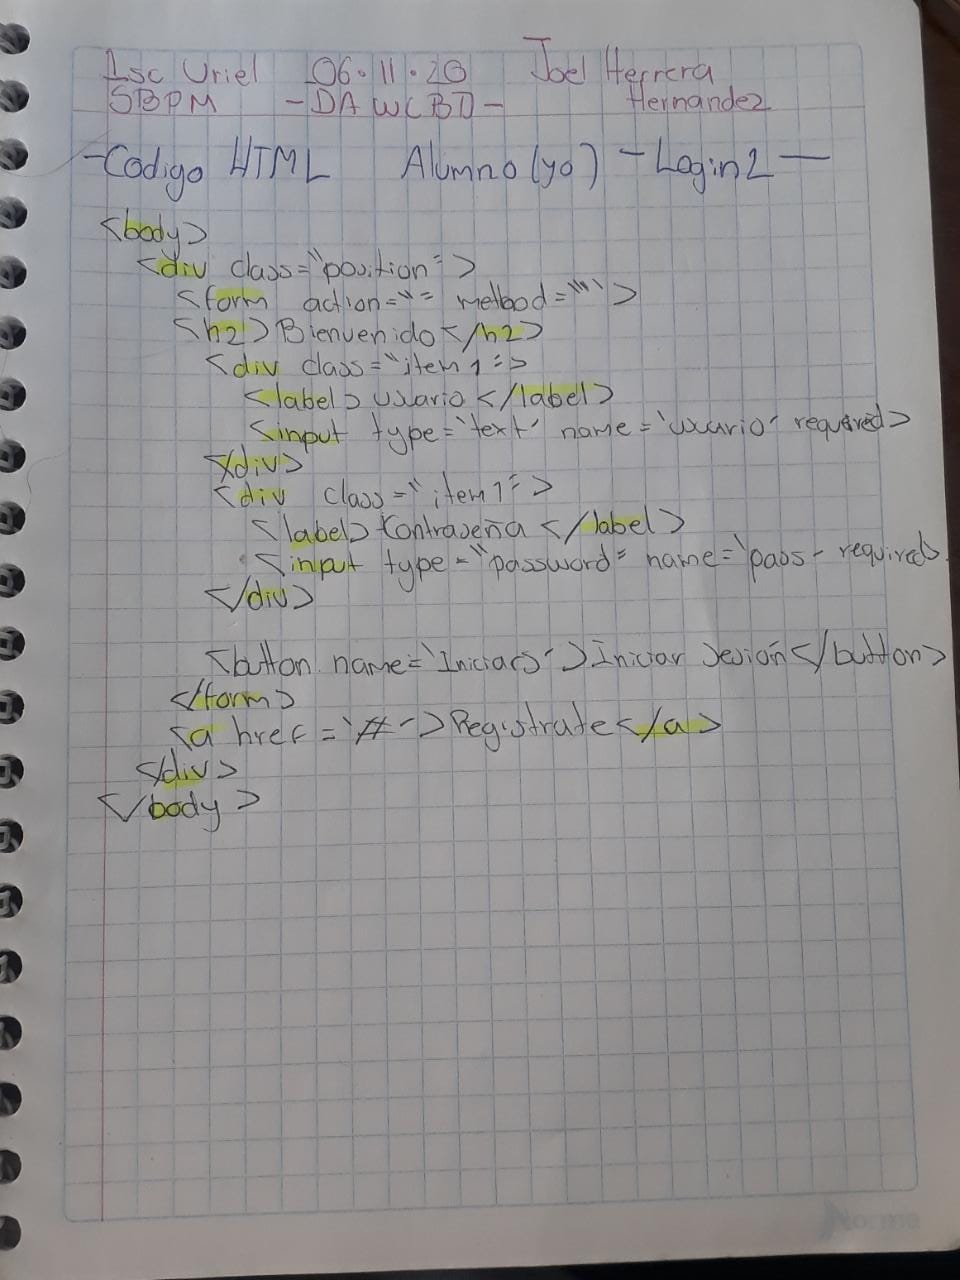 Isc Uriel 06.11.20 Joel Herrera
5BPM -DAWCBD- Hernandez
-Codigo HTML Alumno (yo) - Login2 -
<body>
<div class="position">
<form action="" method="">
<h2>Bienvenido</h2>
<div class="item1">
<label>usuario</label>
<input type='text' name='usuario' required>
</div>
<div class="item1">
<label>Contraseña</label>
<input type="password" name='pass' required>
</div>
<button name='Iniciars'>Iniciar sesion</button>
</form>
<a href='#'>Registrate</a>
</div>
</body>
Norma